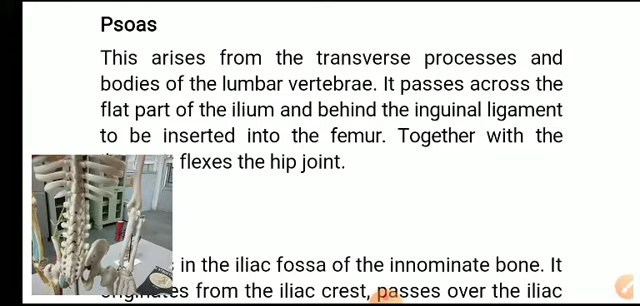 Psoas
This arises from the transverse processes and
bodies of the lumbar vertebrae. It passes across the
flat part of the ilium and behind the inguinal ligament
to be inserted into the femur. Together with the
flexes the hip joint.
in the iliac fossa of the innominate bone. It
from the iliac crest, passes over the iliac